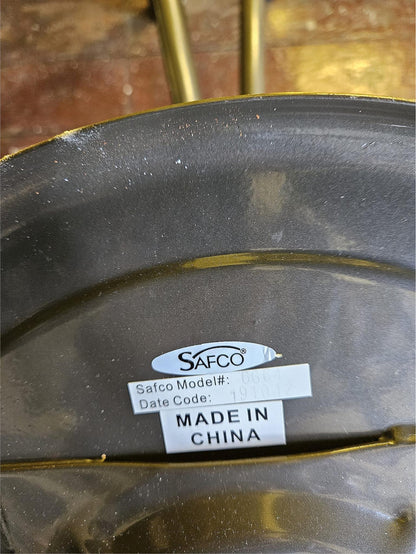 SAFCO®
Safco Model#:
Date Code:
MADE IN
CHINA